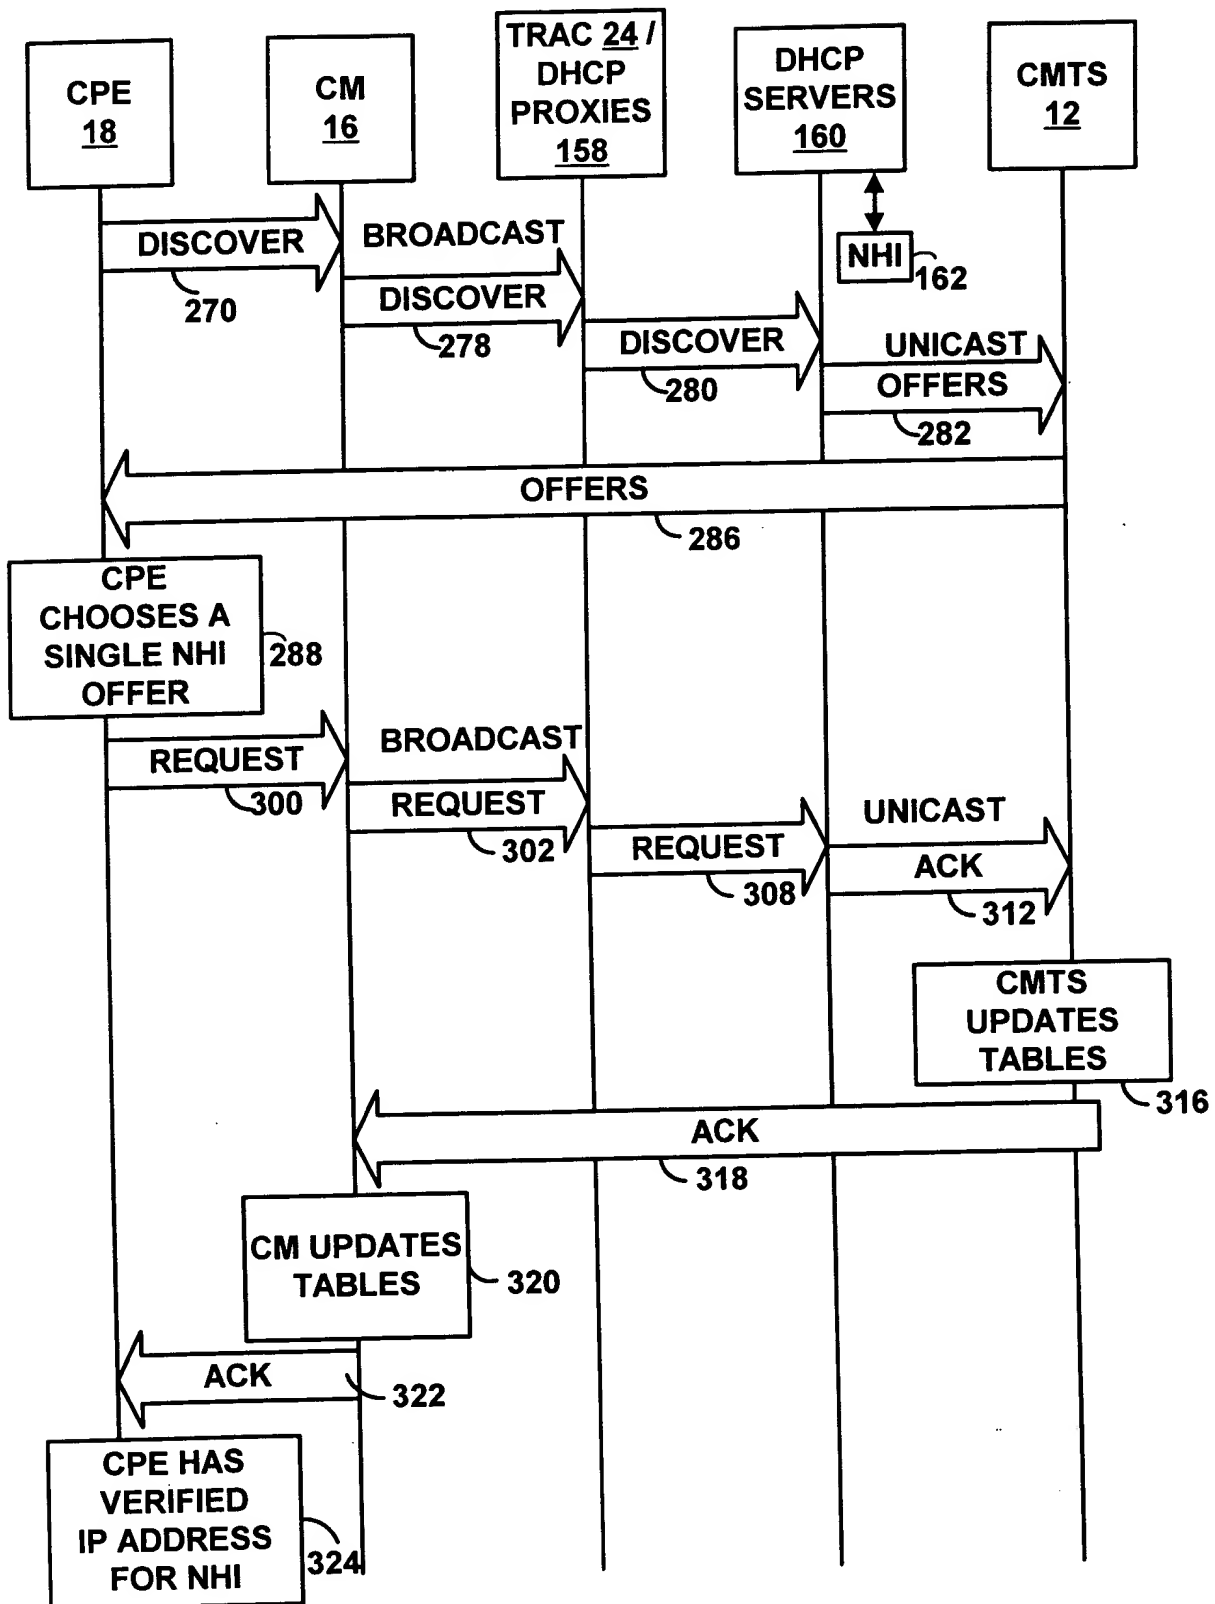 CPE
18
CM
16
TRAC 24 /
DHCP
PROXIES
158
DHCP
SERVERS
160
CMTS
12
NHI
162
DISCOVER
270
BROADCAST
DISCOVER
278
DISCOVER
280
UNICAST
OFFERS
282
OFFERS
286
CPE
CHOOSES A
SINGLE NHI
OFFER
288
REQUEST
300
BROADCAST
REQUEST
302
REQUEST
308
UNICAST
ACK
312
CMTS
UPDATES
TABLES
316
ACK
318
CM UPDATES
TABLES
320
ACK
322
CPE HAS
VERIFIED
IP ADDRESS
FOR NHI
324